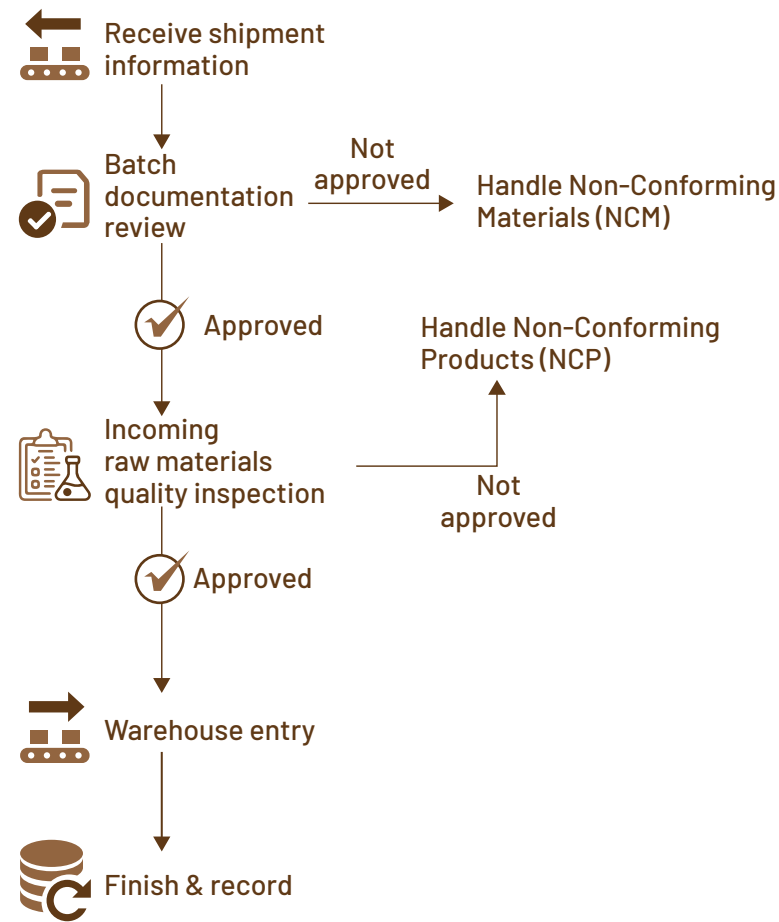 Receive shipment
information
Batch
documentation
review
Not
approved
Handle Non-Conforming
Materials (NCM)
Approved
Handle Non-Conforming
Products (NCP)
Incoming
raw materials
quality inspection
Not
approved
Approved
Warehouse entry
Finish & record